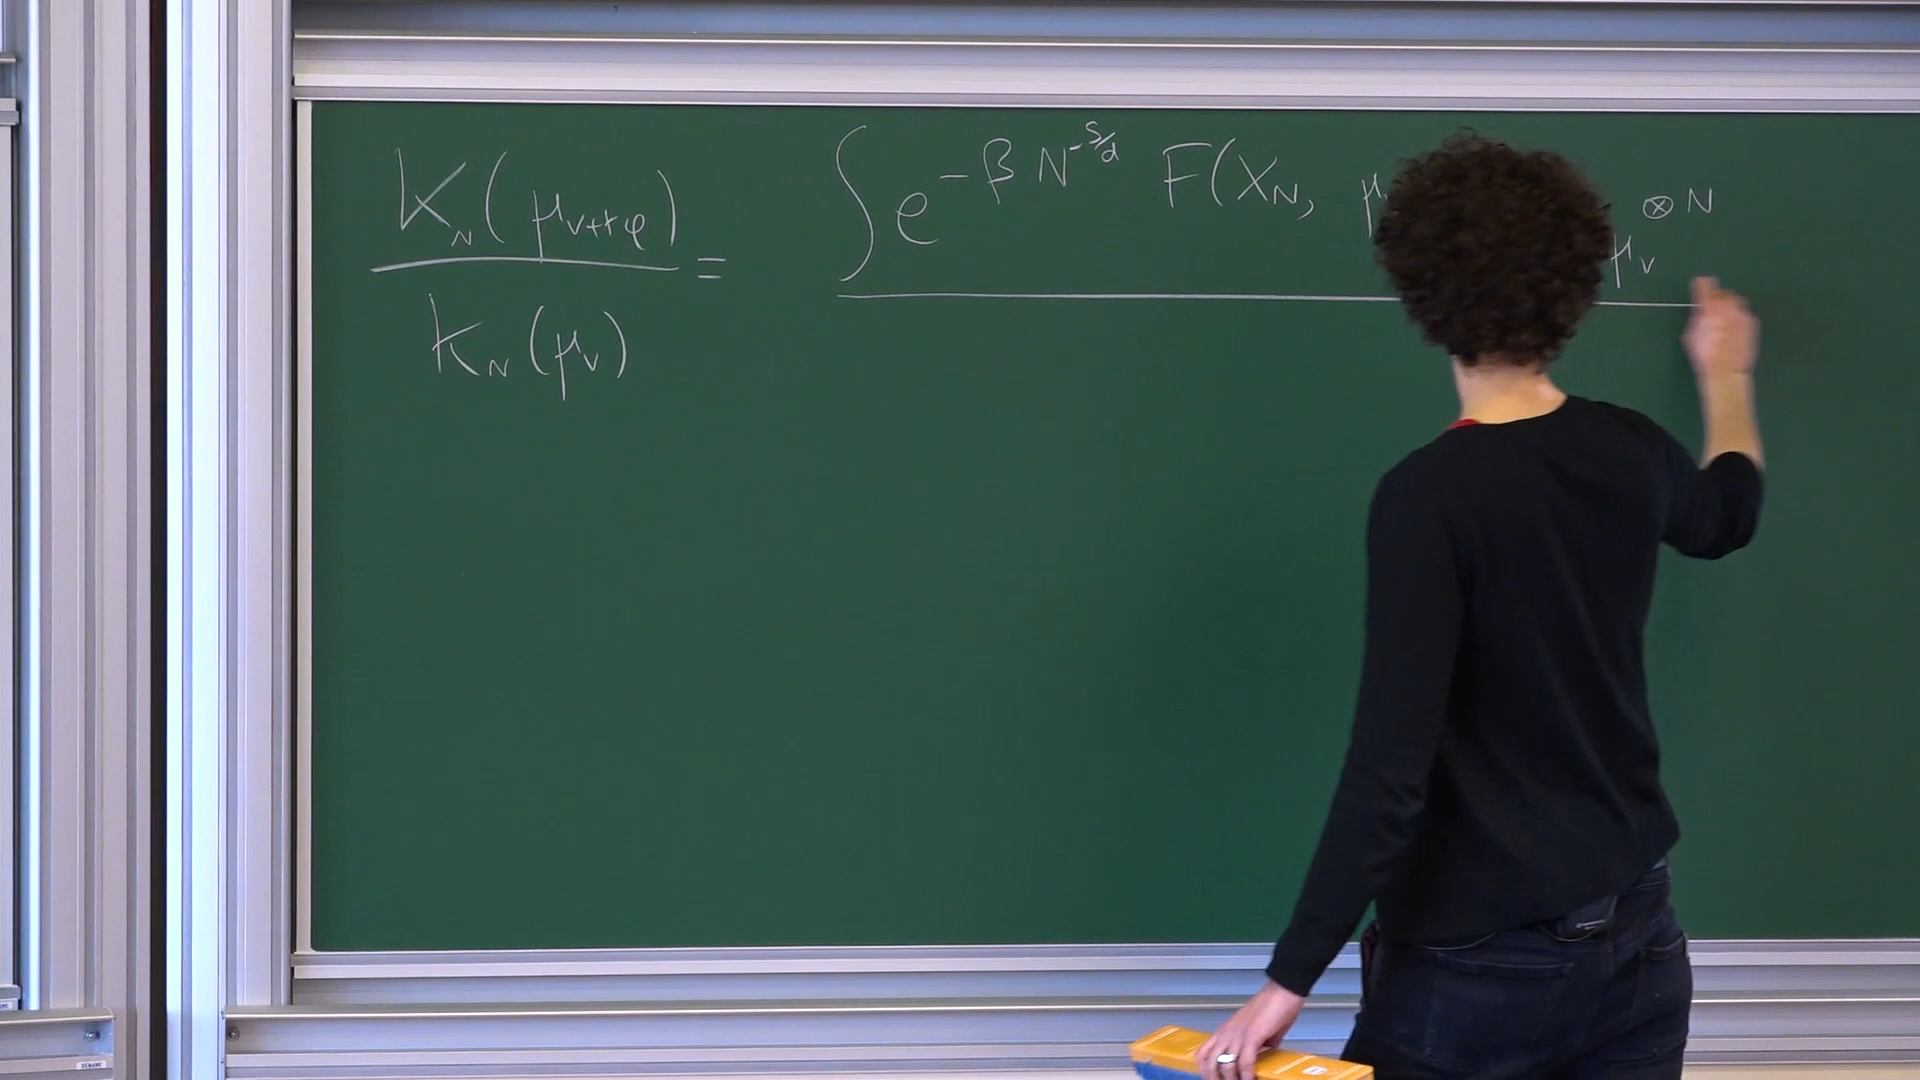 K_N(μ_{V+tφ}) / K_N(μ_V) = ∫ e^{-β N^{-s/d} F(X_N, μ
μ_V ⊗N